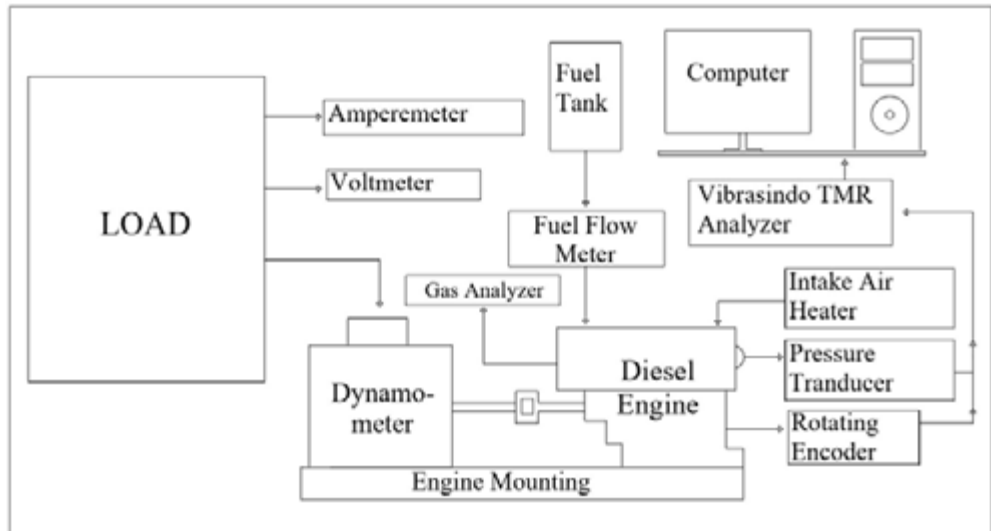 LOAD
Amperemeter
Voltmeter
Fuel
Tank
Fuel Flow
Meter
Gas Analyzer
Computer
Vibrasindo TMR
Analyzer
Intake Air
Heater
Pressure
Tranducer
Rotating
Encoder
Diesel
Engine
Dynamo-
meter
Engine Mounting